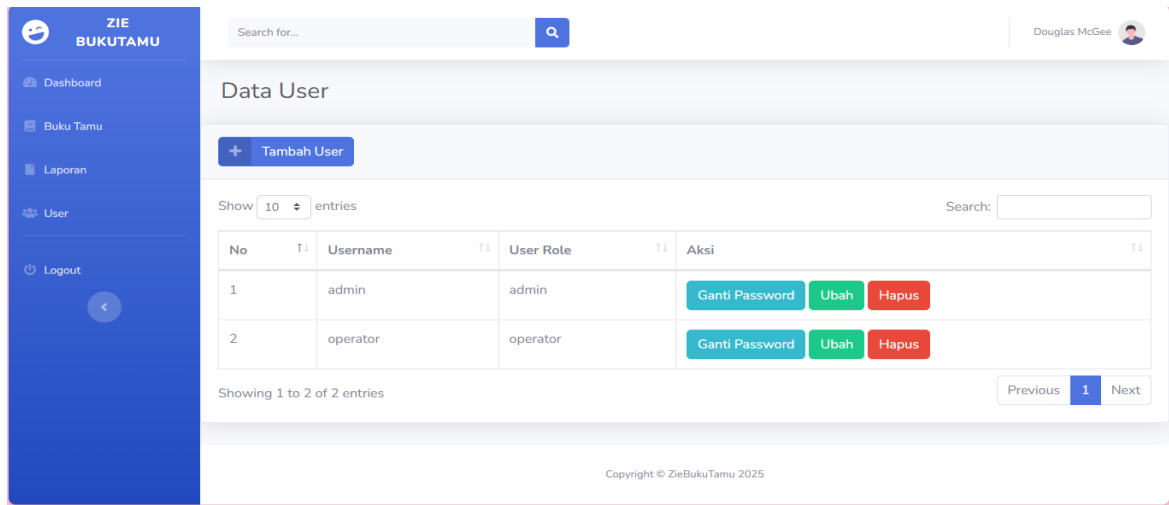 ZIE
BUKUTAMU
Dashboard
Buku Tamu
Laporan
User
Logout
Search for...
Douglas McGee
Data User
Tambah User
Show 10 entries
Search:
No Username User Role Aksi
1 admin admin Ganti Password Ubah Hapus
2 operator operator Ganti Password Ubah Hapus
Showing 1 to 2 of 2 entries
Previous 1 Next
Copyright © ZieBukuTamu 2025